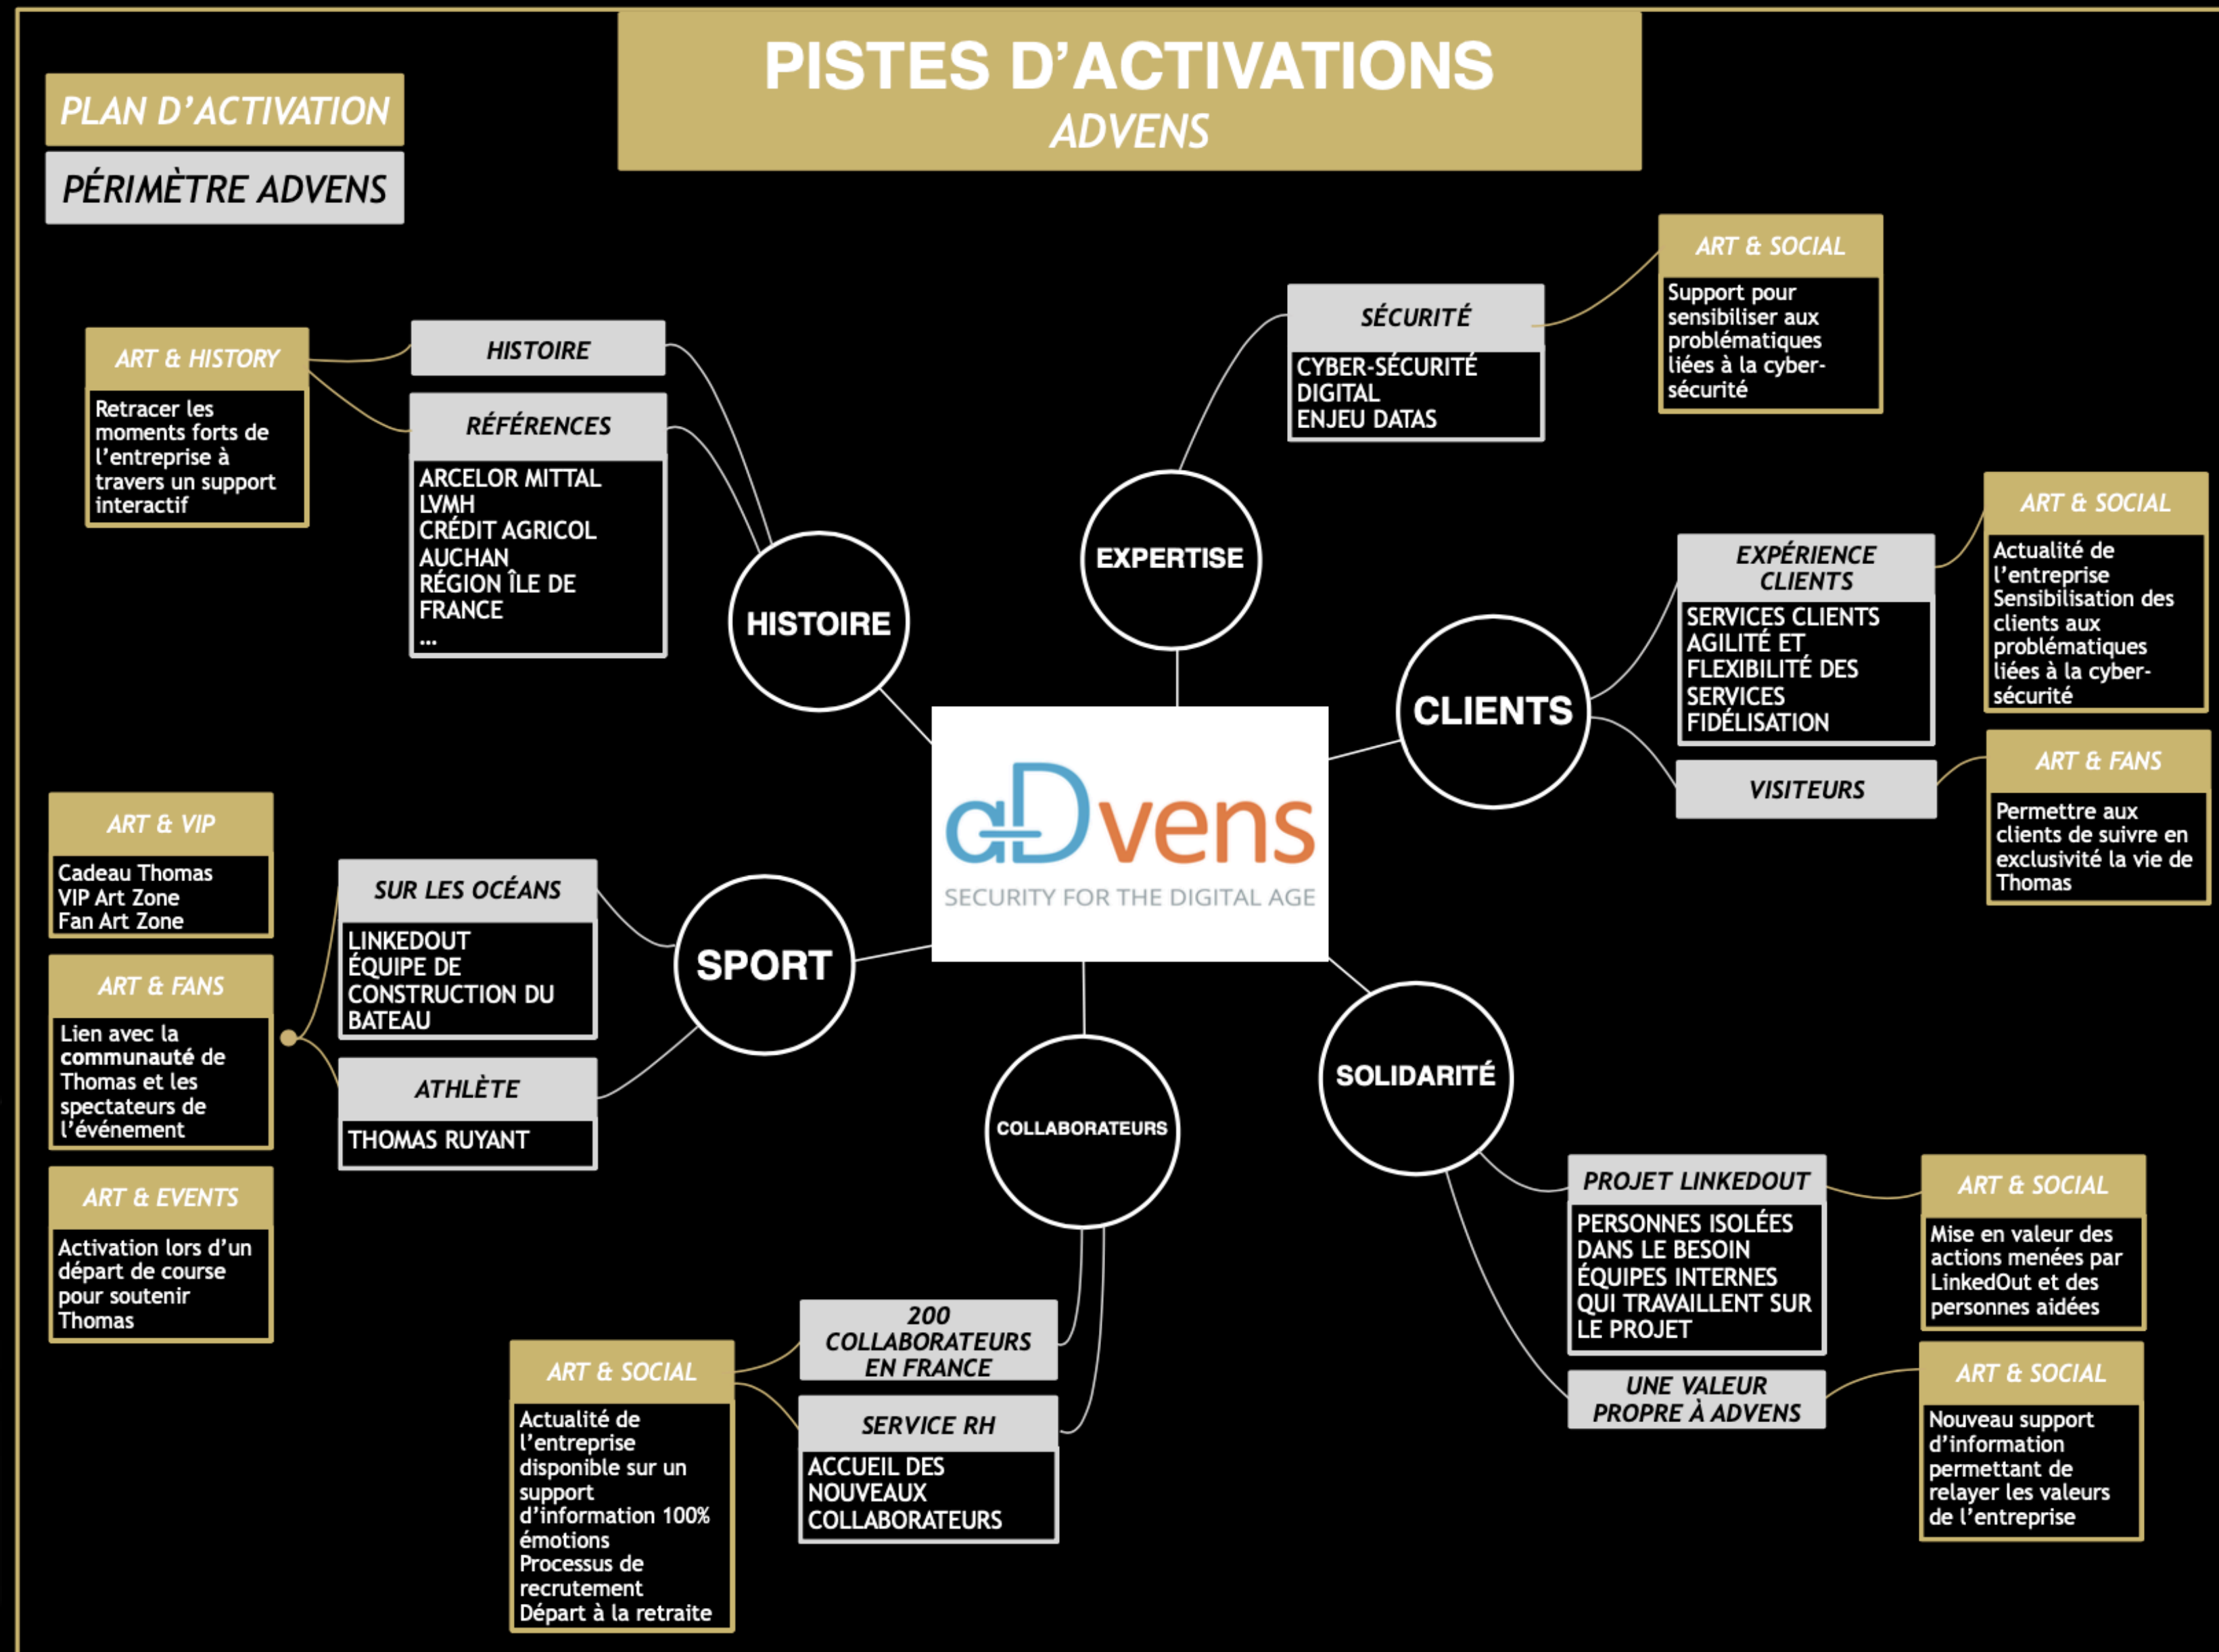 PISTES D'ACTIVATIONS
ADVENS
PLAN D'ACTIVATION
PÉRIMÈTRE ADVENS
ART & HISTORY
Retracer les
moments forts de
l'entreprise à
travers un support
interactif
HISTOIRE
RÉFÉRENCES
ARCELOR MITTAL
LVMH
CRÉDIT AGRICOL
AUCHAN
RÉGION ÎLE DE
FRANCE
...
HISTOIRE
EXPERTISE
SÉCURITÉ
CYBER-SÉCURITÉ
DIGITAL
ENJEU DATAS
ART & SOCIAL
Support pour
sensibiliser aux
problématiques
liées à la cyber-
sécurité
CLIENTS
EXPÉRIENCE
CLIENTS
SERVICES CLIENTS
AGILITÉ ET
FLEXIBILITÉ DES
SERVICES
FIDÉLISATION
ART & SOCIAL
Actualité de
l'entreprise
Sensibilisation des
clients aux
problématiques
liées à la cyber-
sécurité
VISITEURS
ART & FANS
Permettre aux
clients de suivre en
exclusivité la vie de
Thomas
aDvens
SECURITY FOR THE DIGITAL AGE
ART & VIP
Cadeau Thomas
VIP Art Zone
Fan Art Zone
ART & FANS
Lien avec la
communauté de
Thomas et les
spectateurs de
l'événement
ART & EVENTS
Activation lors d'un
départ de course
pour soutenir
Thomas
SUR LES OCÉANS
LINKEDOUT
ÉQUIPE DE
CONSTRUCTION DU
BATEAU
ATHLÈTE
THOMAS RUYANT
SPORT
COLLABORATEURS
200
COLLABORATEURS
EN FRANCE
SERVICE RH
ACCUEIL DES
NOUVEAUX
COLLABORATEURS
ART & SOCIAL
Actualité de
l'entreprise
disponible sur un
support
d'information 100%
émotions
Processus de
recrutement
Départ à la retraite
SOLIDARITÉ
PROJET LINKEDOUT
PERSONNES ISOLÉES
DANS LE BESOIN
ÉQUIPES INTERNES
QUI TRAVAILLENT SUR
LE PROJET
ART & SOCIAL
Mise en valeur des
actions menées par
LinkedOut et des
personnes aidées
UNE VALEUR
PROPRE À ADVENS
ART & SOCIAL
Nouveau support
d'information
permettant de
relayer les valeurs
de l'entreprise